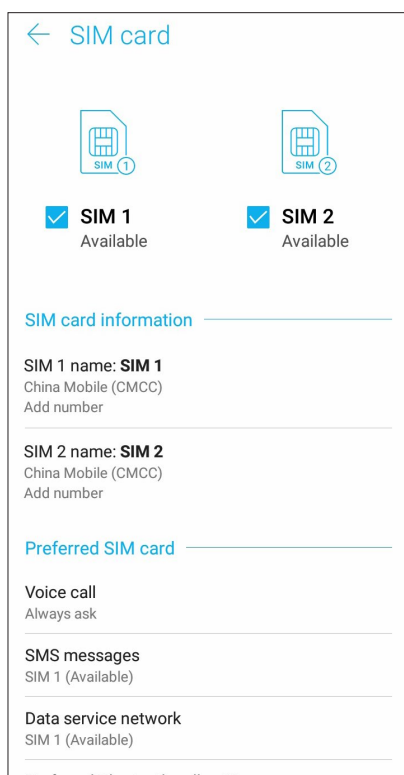 SIM card
SIM 1
SIM 2
SIM 1
SIM 2
Available
Available
SIM card information
SIM 1 name: SIM 1
China Mobile (CMCC)
Add number
SIM 2 name: SIM 2
China Mobile (CMCC)
Add number
Preferred SIM card
Voice call
Always ask
SMS messages
SIM 1 (Available)
Data service network
SIM 1 (Available)